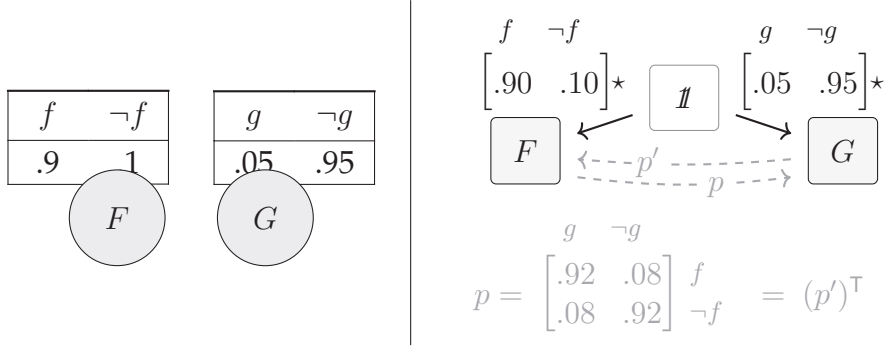 f ¬f
.9 1
F
g ¬g
.05 .95
G
f ¬f
[.90 .10]⋆
𝟙
g ¬g
[.05 .95]⋆
F
G
p′
p
g ¬g
p = [.92 .08] f = (p′)ᵀ
[.08 .92] ¬f